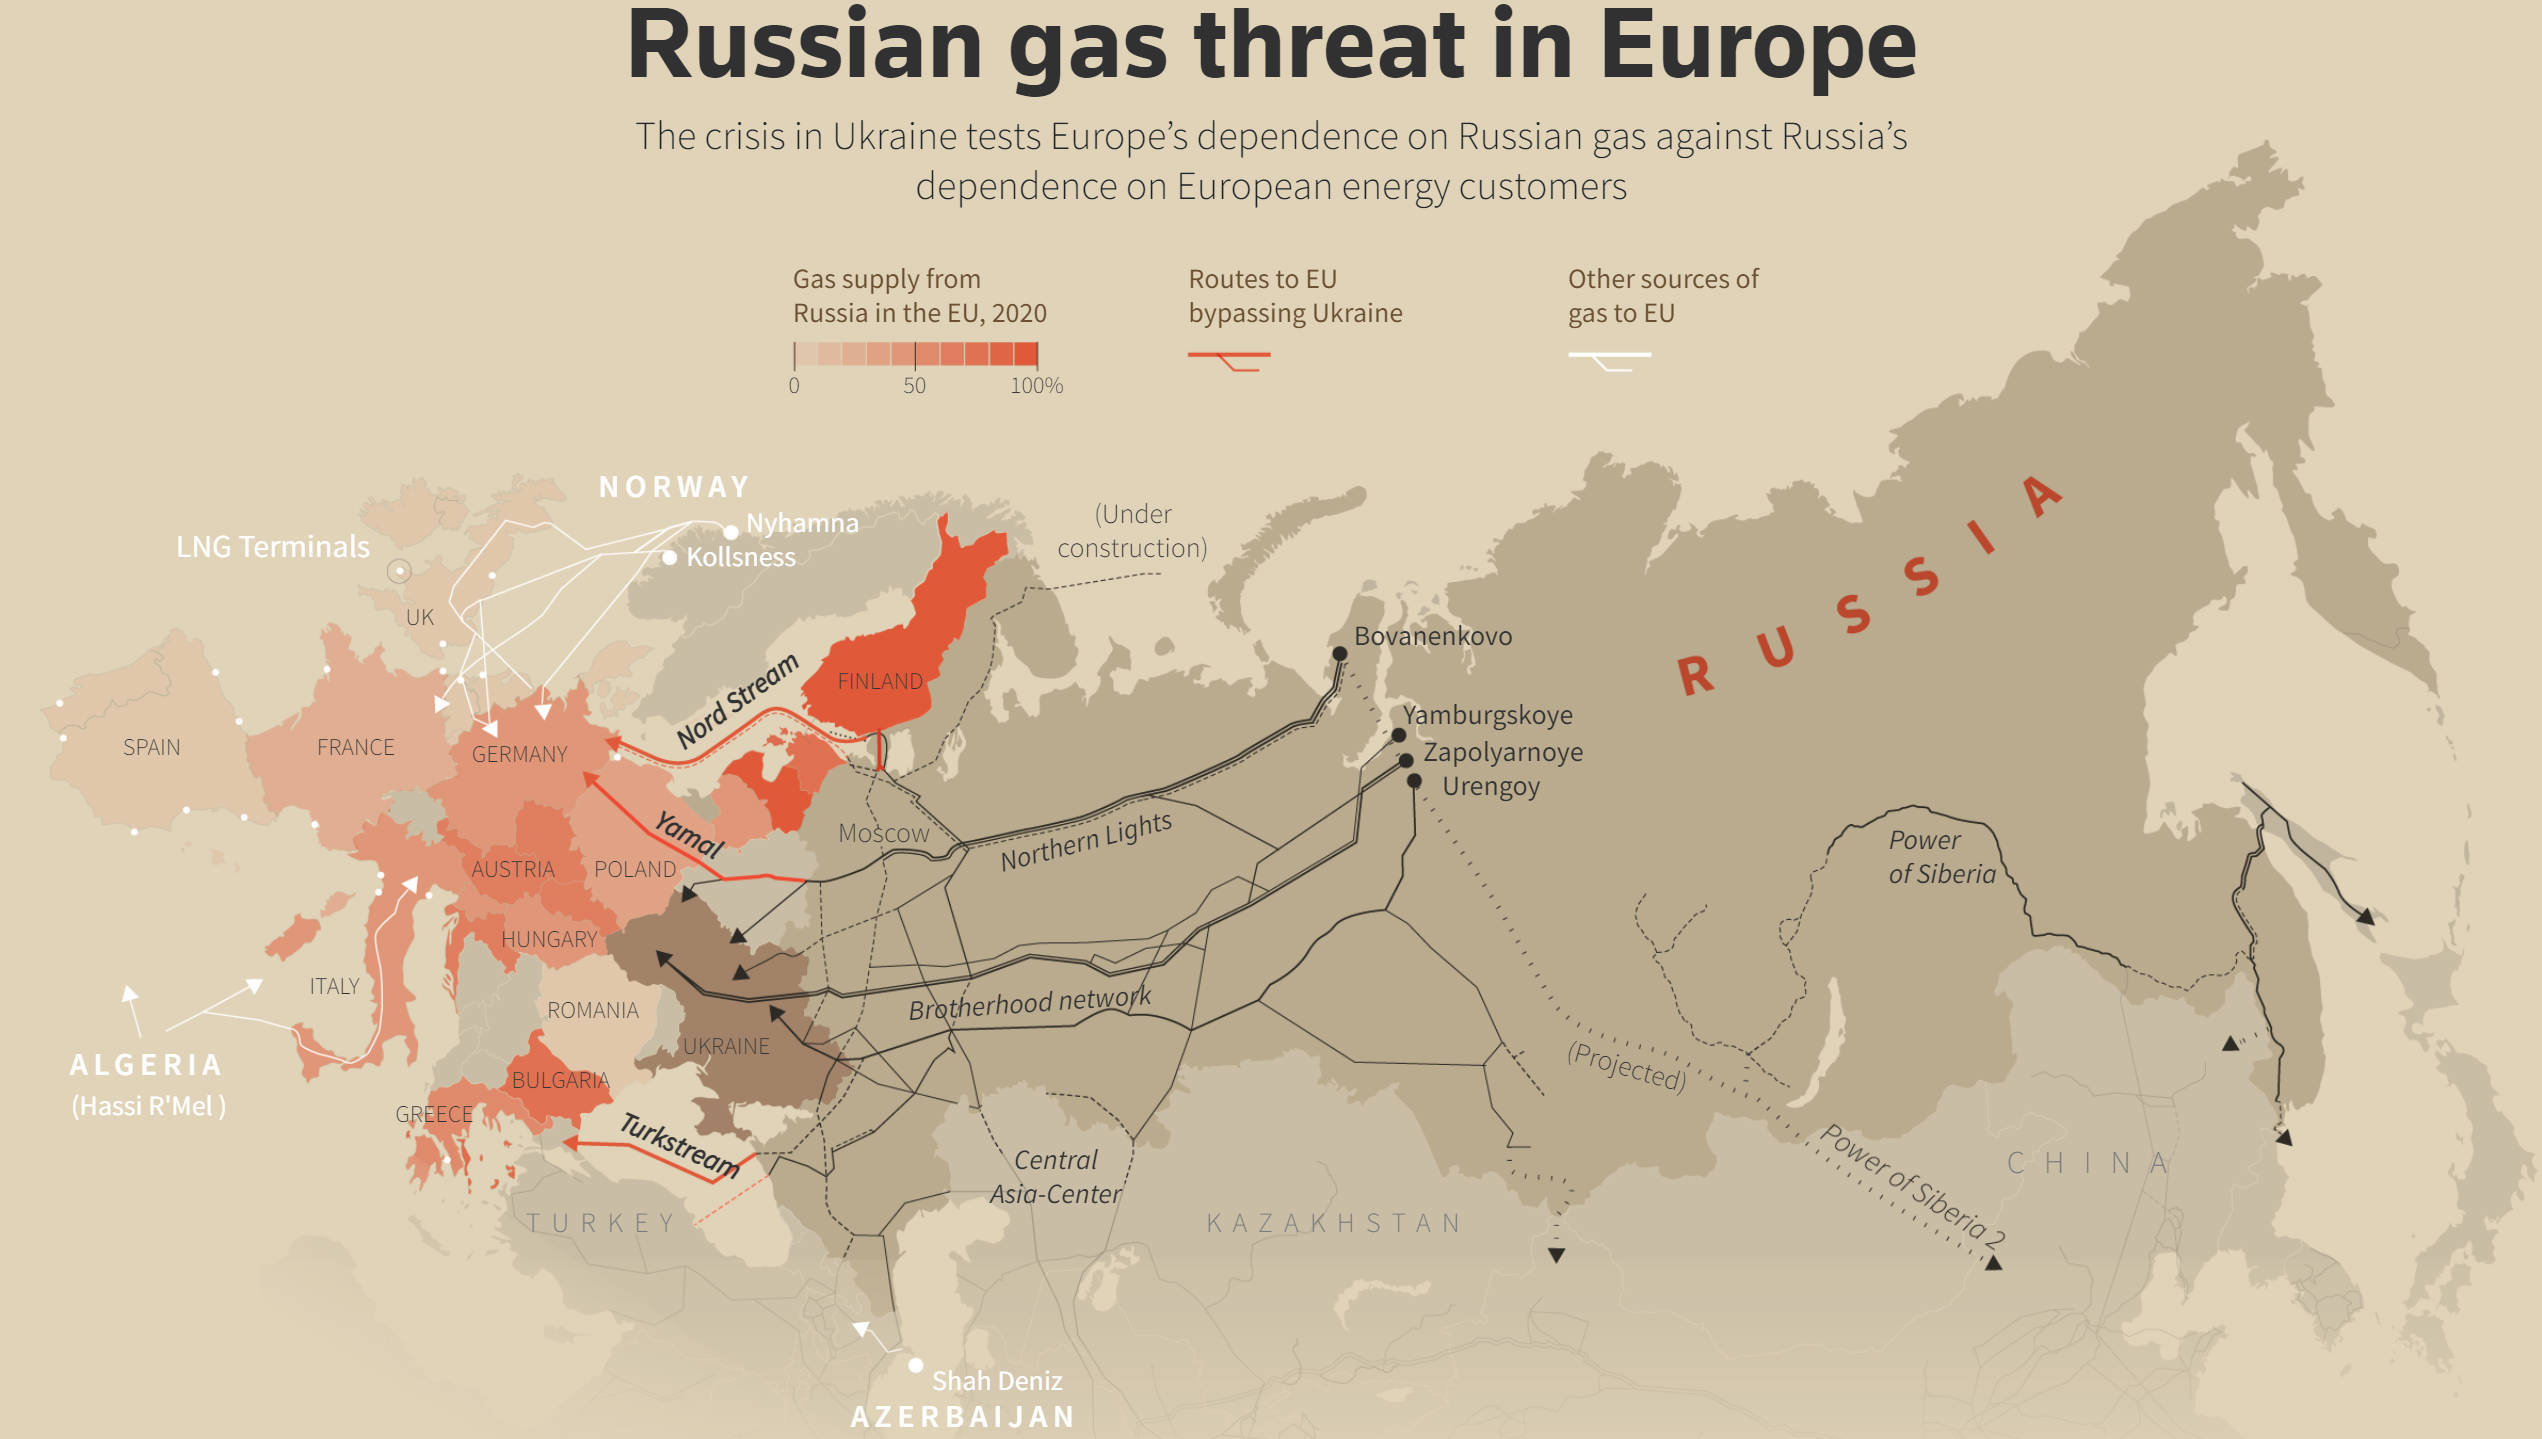 Russian gas threat in Europe
The crisis in Ukraine tests Europe’s dependence on Russian gas against Russia’s
dependence on European energy customers
Gas supply from
Russia in the EU, 2020
0
50
100%
Routes to EU
bypassing Ukraine
Other sources of
gas to EU
NORWAY
Nyhamna
Kollsness
LNG Terminals
(Under
construction)
RUSSIA
UK
Bovanenkovo
Nord Stream
FINLAND
Yamburgskoye
Zapolyarnoye
Urengoy
SPAIN
FRANCE
GERMANY
Yamal
Moscow
Northern Lights
Power
of Siberia
AUSTRIA
POLAND
HUNGARY
ITALY
ROMANIA
Brotherhood network
UKRAINE
ALGERIA
(Hassi R'Mel )
BULGARIA
GREECE
(Projected)
Turkstream
Central
Asia-Center
Power of Siberia 2
CHINA
TURKEY
KAZAKHSTAN
Shah Deniz
AZERBAIJAN